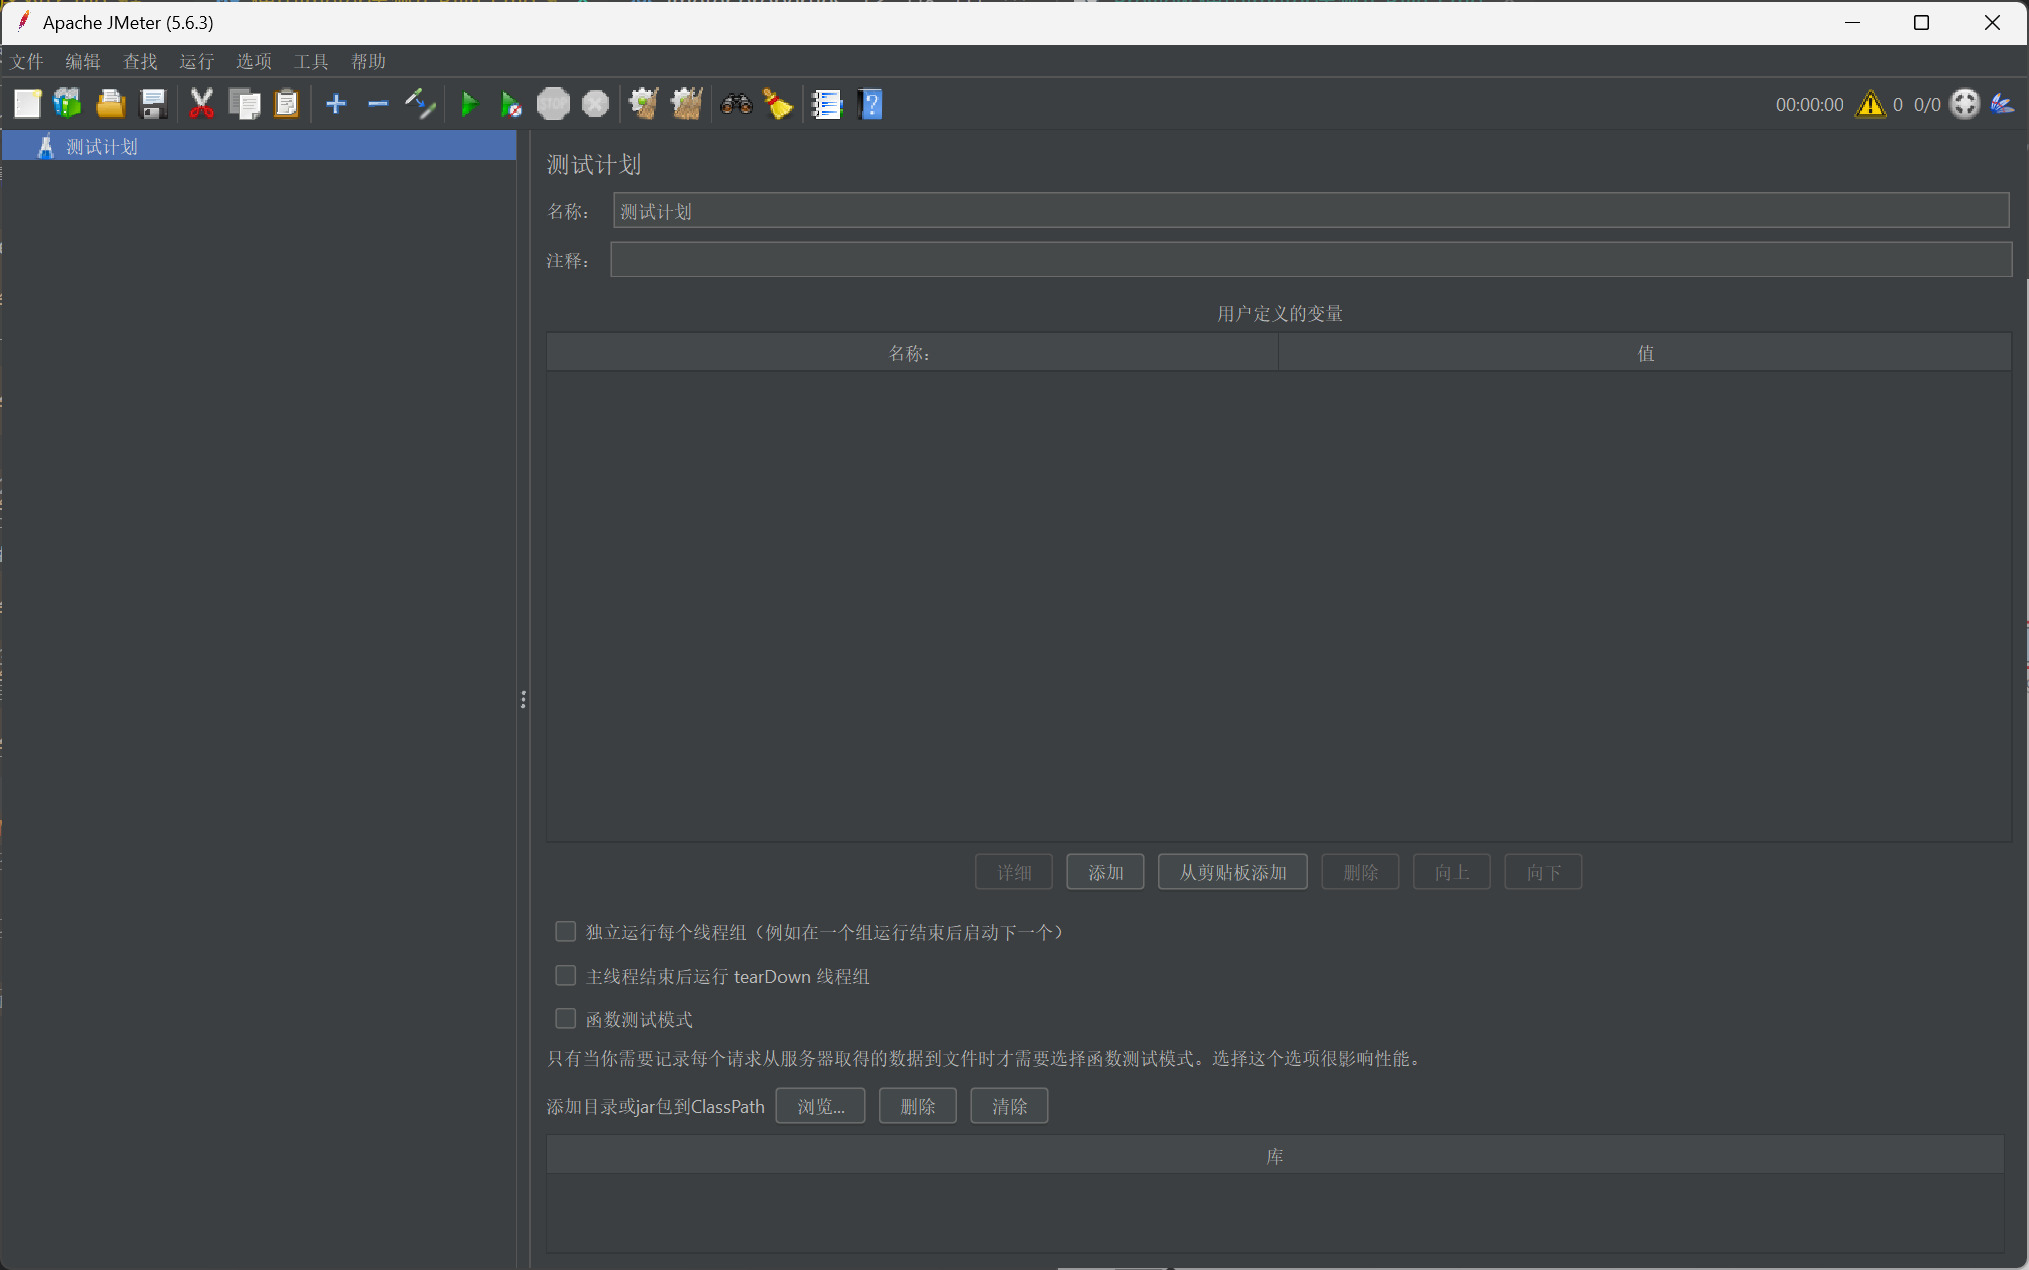 Apache JMeter (5.6.3)
文件 编辑 查找 运行 选项 工具 帮助
STOP
00:00:00 0 0/0
测试计划
测试计划
名称： 测试计划
注释：
用户定义的变量
名称： 值
详细 添加 从剪贴板添加 删除 向上 向下
独立运行每个线程组（例如在一个组运行结束后启动下一个）
主线程结束后运行 tearDown 线程组
函数测试模式
只有当你需要记录每个请求从服务器取得的数据到文件时才需要选择函数测试模式。选择这个选项很影响性能。
添加目录或jar包到ClassPath 浏览... 删除 清除
库